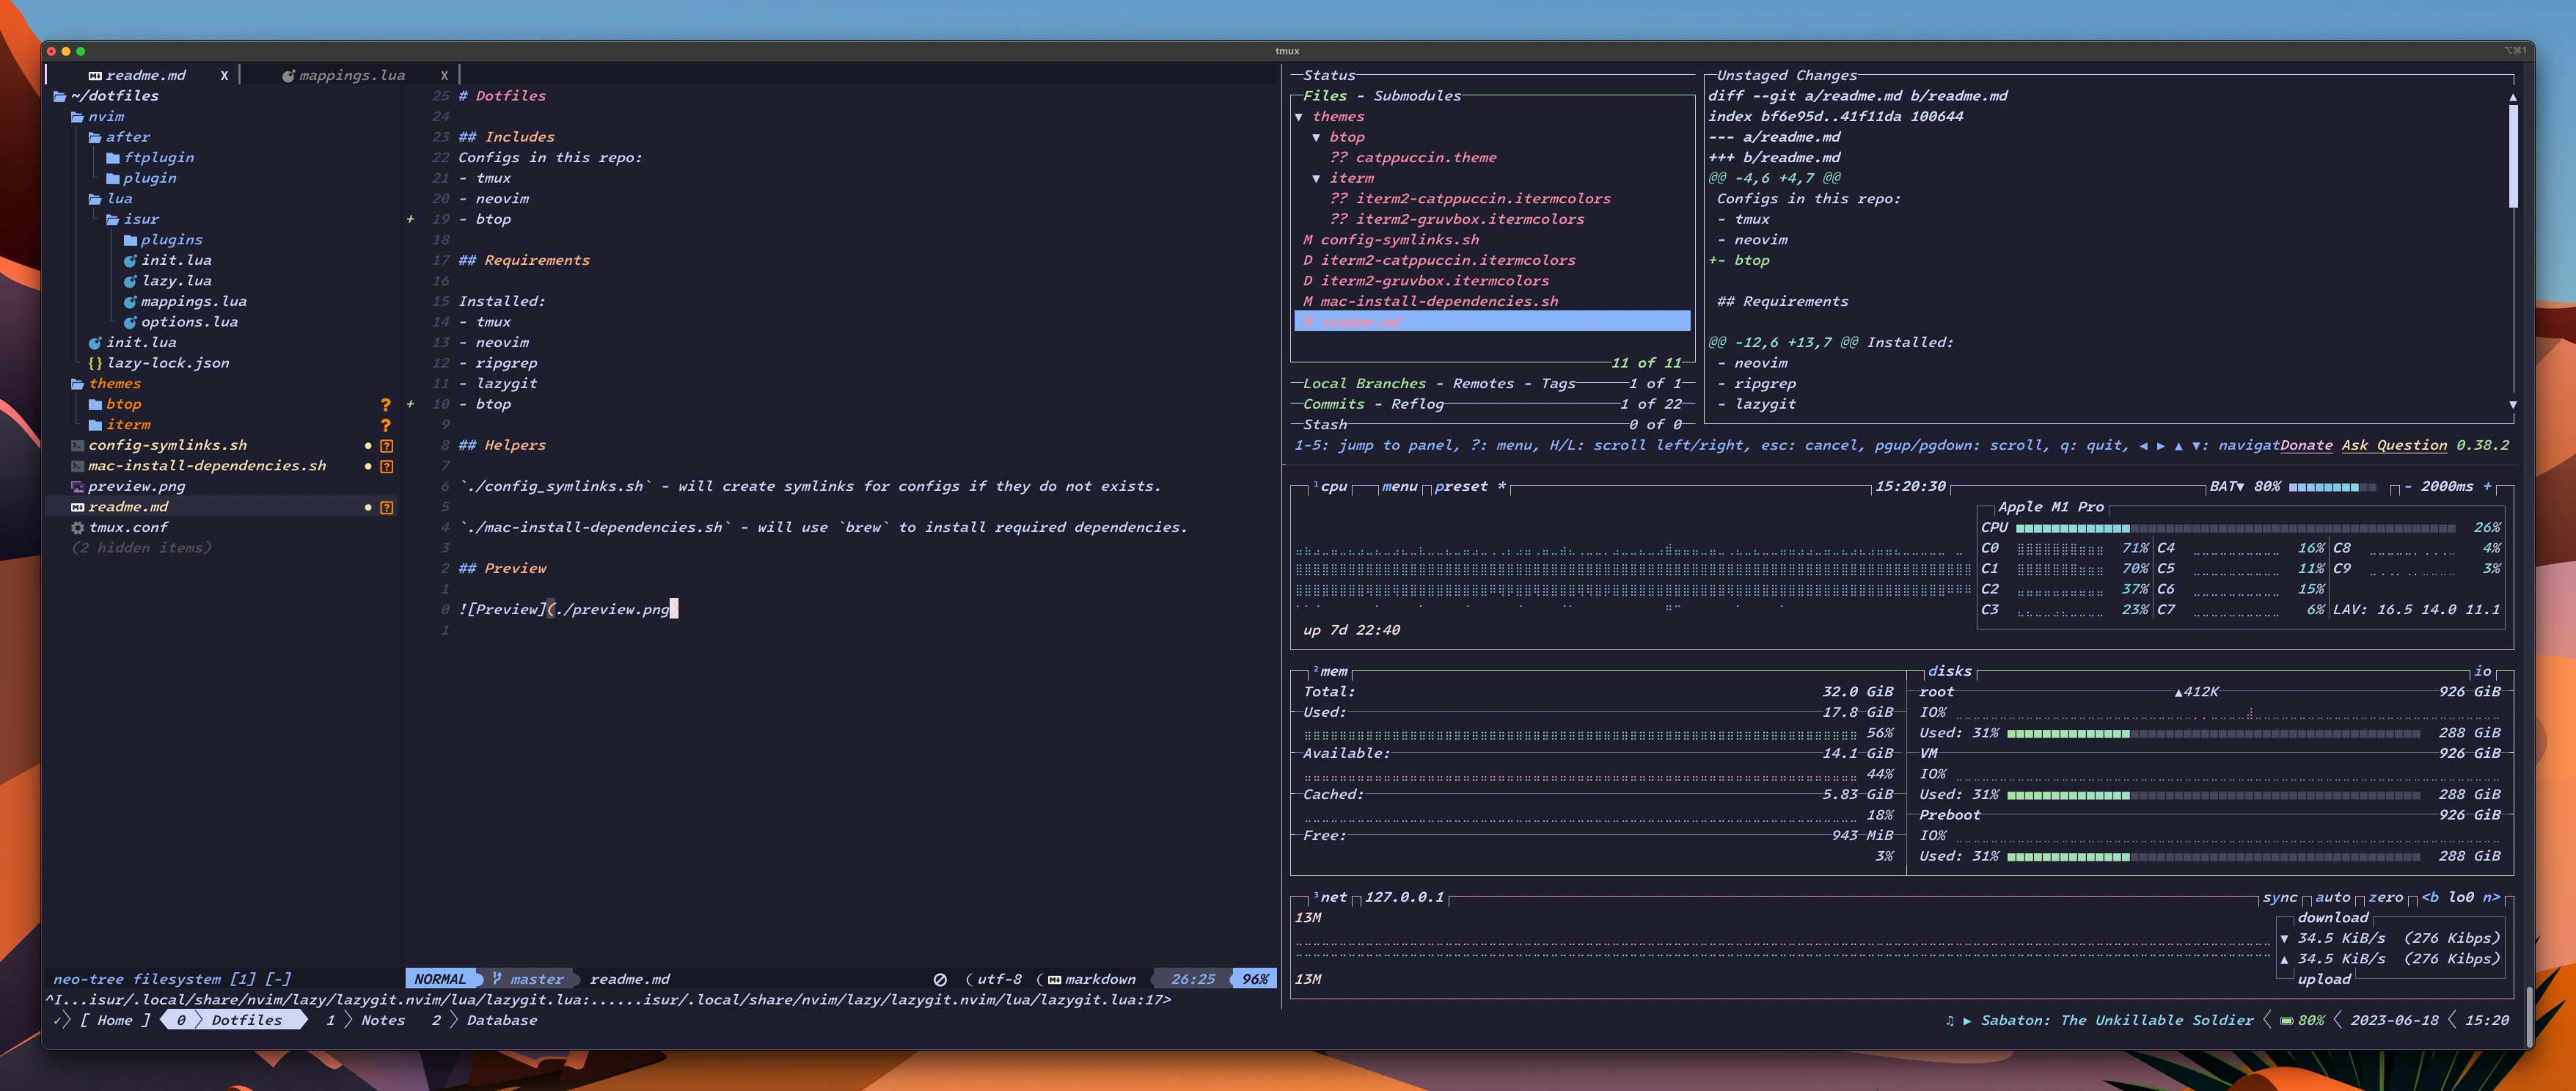 tmux
⌥⌘1
readme.md X
mappings.lua X
~/dotfiles
nvim
after
ftplugin
plugin
lua
isur
plugins
init.lua
lazy.lua
mappings.lua
options.lua
init.lua
{} lazy-lock.json
themes
btop ?
iterm ?
config-symlinks.sh ● ?
mac-install-dependencies.sh ● ?
preview.png
readme.md ● ?
tmux.conf
(2 hidden items)
neo-tree filesystem [1] [-]
25 # Dotfiles
24
23 ## Includes
22 Configs in this repo:
21 - tmux
20 - neovim
+ 19 - btop
18
17 ## Requirements
16
15 Installed:
14 - tmux
13 - neovim
12 - ripgrep
11 - lazygit
+ 10 - btop
9
8 ## Helpers
7
6 `./config_symlinks.sh` - will create symlinks for configs if they do not exists.
5
4 `./mac-install-dependencies.sh` - will use `brew` to install required dependencies.
3
2 ## Preview
1
0 ![Preview](./preview.png)
1
NORMAL master readme.md utf-8 markdown 26:25 96%
^I...isur/.local/share/nvim/lazy/lazygit.nvim/lua/lazygit.lua:......isur/.local/share/nvim/lazy/lazygit.nvim/lua/lazygit.lua:17>
Status
Files - Submodules
▼ themes
▼ btop
?? catppuccin.theme
▼ iterm
?? iterm2-catppuccin.itermcolors
?? iterm2-gruvbox.itermcolors
M config-symlinks.sh
D iterm2-catppuccin.itermcolors
D iterm2-gruvbox.itermcolors
M mac-install-dependencies.sh
M readme.md
11 of 11
Local Branches - Remotes - Tags 1 of 1
Commits - Reflog 1 of 22
Stash 0 of 0
Unstaged Changes
diff --git a/readme.md b/readme.md
index bf6e95d..41f11da 100644
--- a/readme.md
+++ b/readme.md
@@ -4,6 +4,7 @@
Configs in this repo:
- tmux
- neovim
+- btop
## Requirements
@@ -12,6 +13,7 @@ Installed:
- neovim
- ripgrep
- lazygit
1-5: jump to panel, ?: menu, H/L: scroll left/right, esc: cancel, pgup/pgdown: scroll, q: quit, ◀ ▶ ▲ ▼: navigatDonate Ask Question 0.38.2
¹cpu menu preset * 15:20:30 BAT▼ 80% - 2000ms +
Apple M1 Pro
CPU 26%
C0 71% C4 16% C8 4%
C1 70% C5 11% C9 3%
C2 37% C6 15%
C3 23% C7 6% LAV: 16.5 14.0 11.1
up 7d 22:40
²mem
Total: 32.0 GiB
Used: 17.8 GiB
56%
Available: 14.1 GiB
44%
Cached: 5.83 GiB
18%
Free: 943 MiB
3%
disks io
root ▲412K 926 GiB
IO%
Used: 31% 288 GiB
VM 926 GiB
IO%
Used: 31% 288 GiB
Preboot 926 GiB
IO%
Used: 31% 288 GiB
³net 127.0.0.1 sync auto zero <b lo0 n>
13M
download
▼ 34.5 KiB/s (276 Kibps)
▲ 34.5 KiB/s (276 Kibps)
upload
13M
✓ [ Home ] 0 Dotfiles 1 Notes 2 Database
♫ ▶ Sabaton: The Unkillable Soldier 80% 2023-06-18 15:20